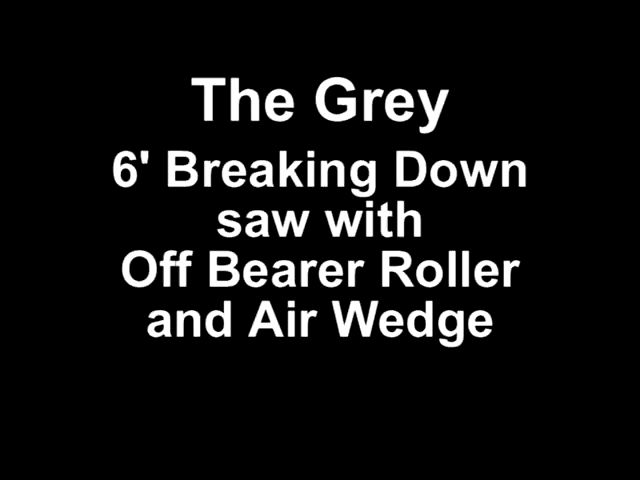 The Grey
6' Breaking Down
saw with
Off Bearer Roller
and Air Wedge